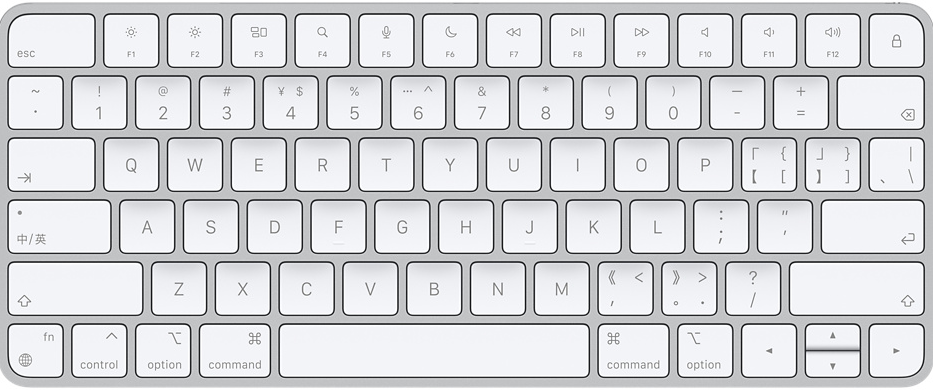 esc F1 F2 F3 F4 F5 F6 F7 F8 F9 F10 F11 F12
~ ! @ # ¥ $ % … ^ & * ( ) — +
· 1 2 3 4 5 6 7 8 9 0 - =
Q W E R T Y U I O P 「 { 」 } |
【 [ 】 ] 、 \
中/英 A S D F G H J K L : "
; '
Z X C V B N M 《 < 》 > ?
, 。 . /
fn
control option command command option